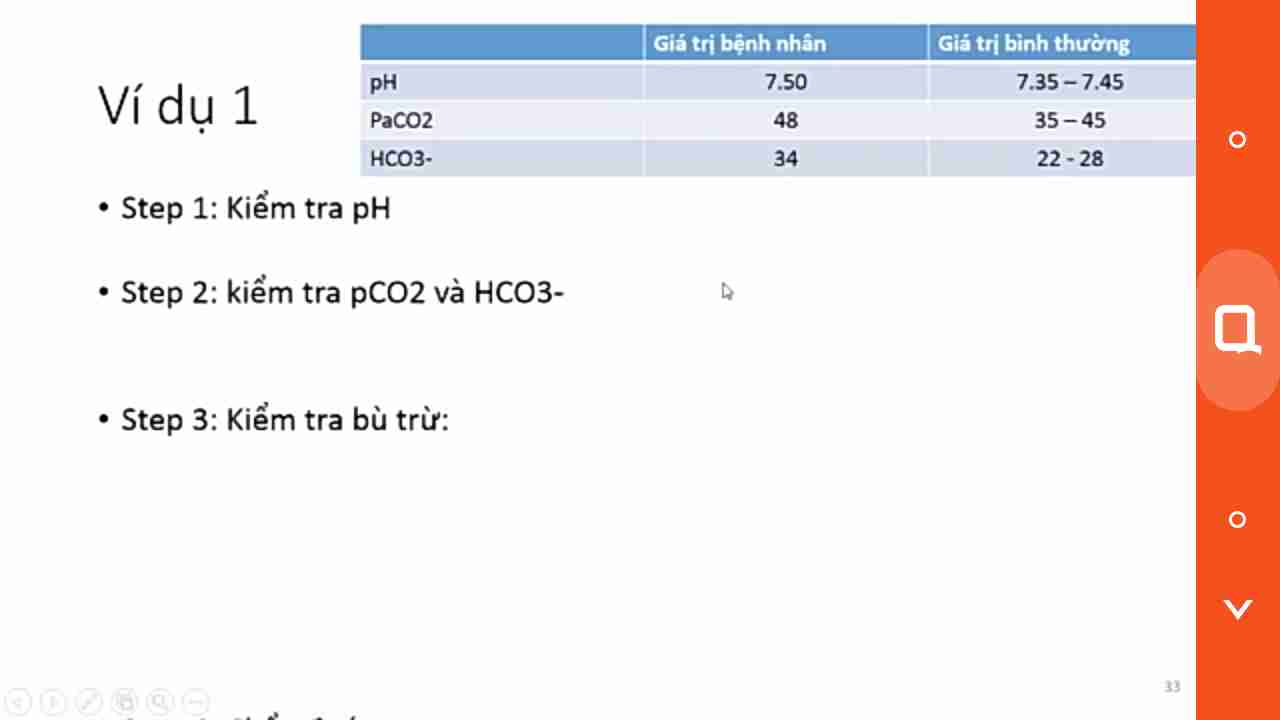 Giá trị bệnh nhân Giá trị bình thường
pH 7.50 7.35 – 7.45
Ví dụ 1
PaCO2 48 35 – 45
HCO3- 34 22 - 28
• Step 1: Kiểm tra pH
• Step 2: kiểm tra pCO2 và HCO3-
• Step 3: Kiểm tra bù trừ:
33